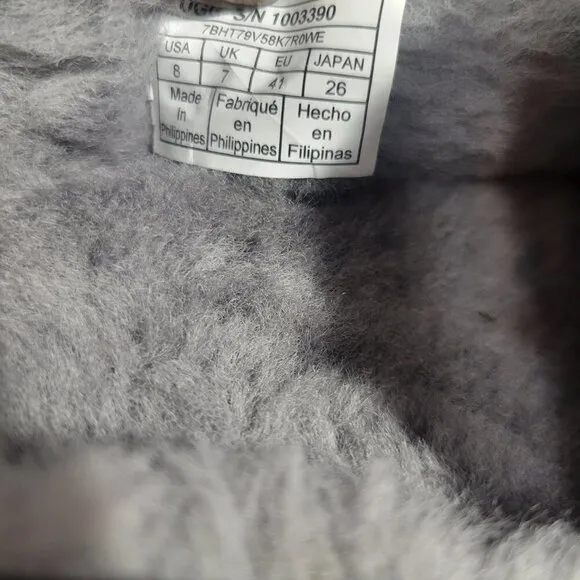 S/N 1003390
7BHT79V58K7R0WE
USA UK EU JAPAN
8 7 41 26
Made in Philippines
Fabriqué en Philippines
Hecho en Filipinas